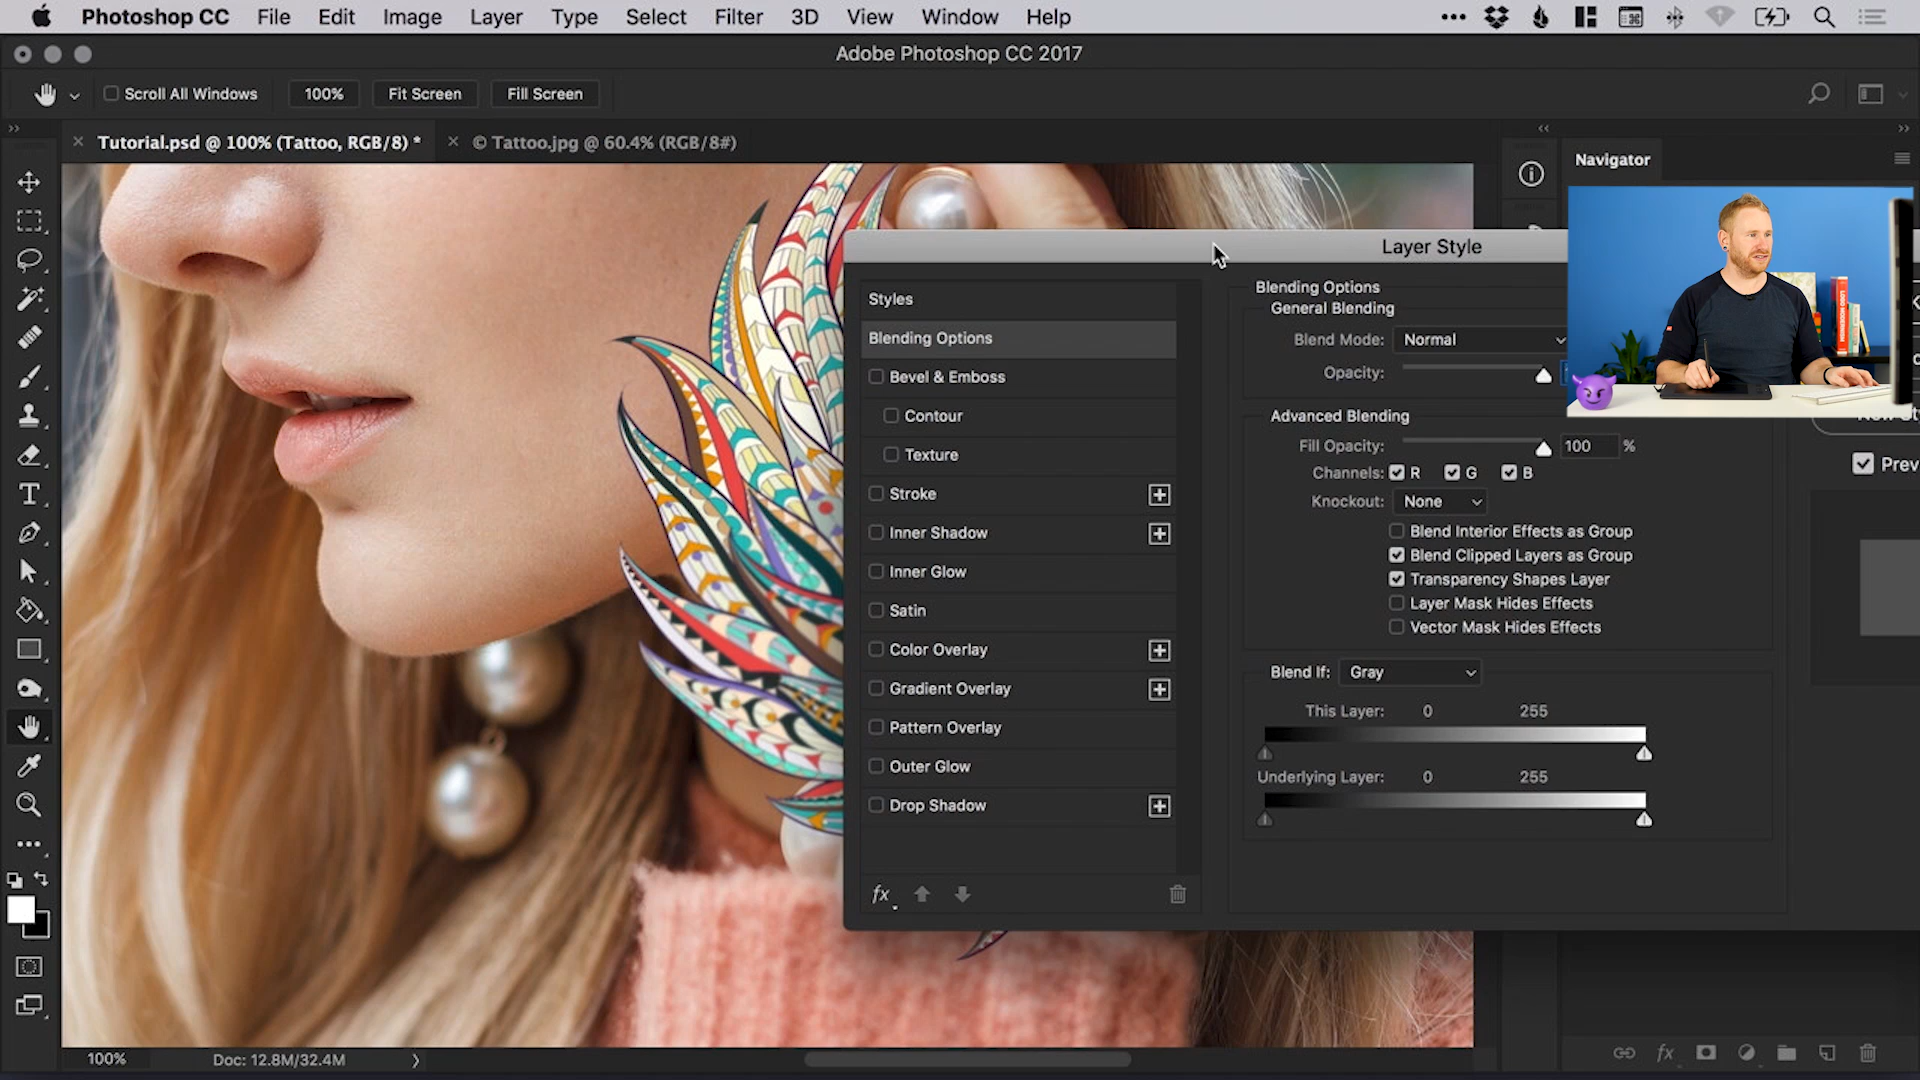 Photoshop CC File Edit Image Layer Type Select Filter 3D View Window Help
Adobe Photoshop CC 2017
Scroll All Windows 100% Fit Screen Fill Screen
Tutorial.psd @ 100% (Tattoo, RGB/8) * © Tattoo.jpg @ 60.4% (RGB/8#)
Navigator
Layer Style
Styles
Blending Options
Bevel & Emboss
Contour
Texture
Stroke
Inner Shadow
Inner Glow
Satin
Color Overlay
Gradient Overlay
Pattern Overlay
Outer Glow
Drop Shadow
fx
Blending Options
General Blending
Blend Mode: Normal
Opacity:
Advanced Blending
Fill Opacity: 100 %
Channels: R G B
Knockout: None
Blend Interior Effects as Group
Blend Clipped Layers as Group
Transparency Shapes Layer
Layer Mask Hides Effects
Vector Mask Hides Effects
Blend If: Gray
This Layer: 0 255
Underlying Layer: 0 255
Prev
100% Doc: 12.8M/32.4M
fx